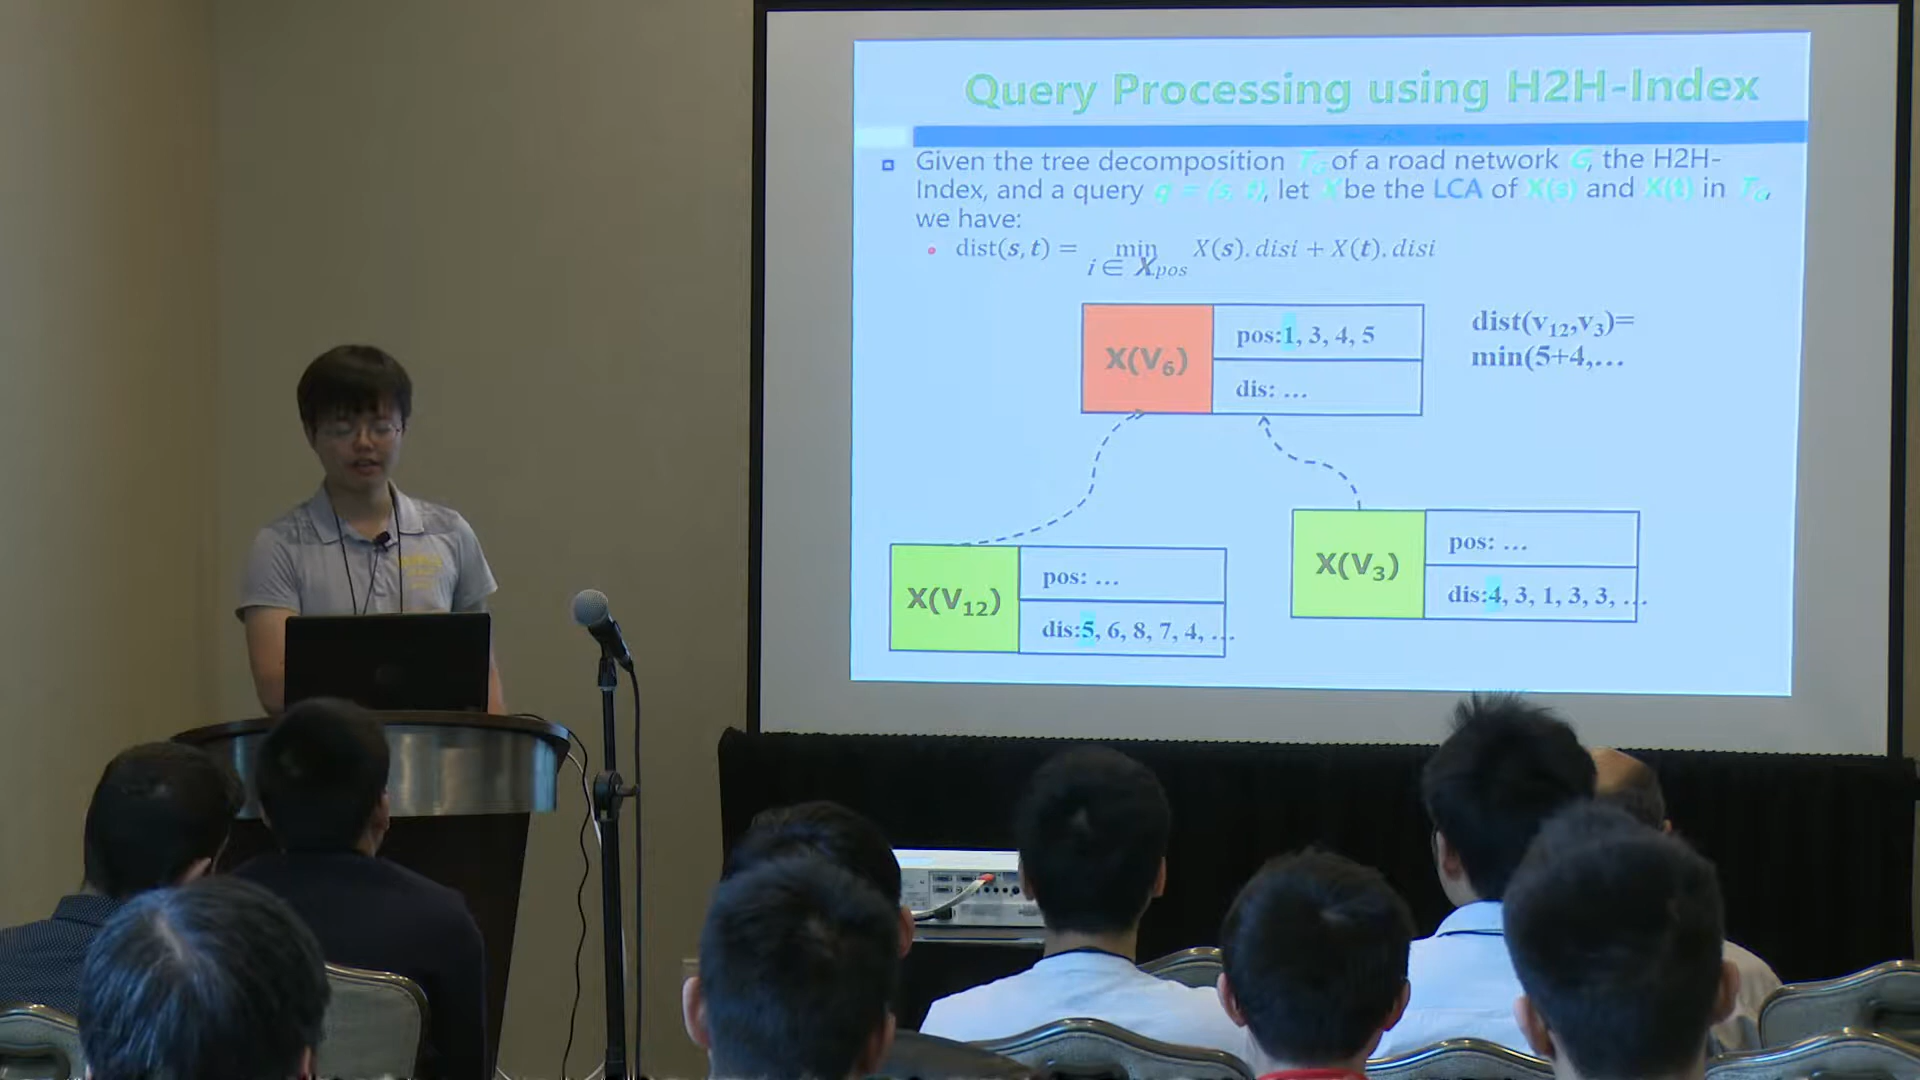 Query Processing using H2H-Index
Given the tree decomposition T_G of a road network G, the H2H-
Index, and a query q = (s, t), let X be the LCA of X(s) and X(t) in T_G,
we have:
dist(s, t) = min X(s).disi + X(t).disi
i ∈ X.pos
X(V₆)
pos:1, 3, 4, 5
dis: ...
dist(v₁₂,v₃)=
min(5+4,...
X(V₁₂)
pos: ...
dis:5, 6, 8, 7, 4, ...
X(V₃)
pos: ...
dis:4, 3, 1, 3, 3, ...